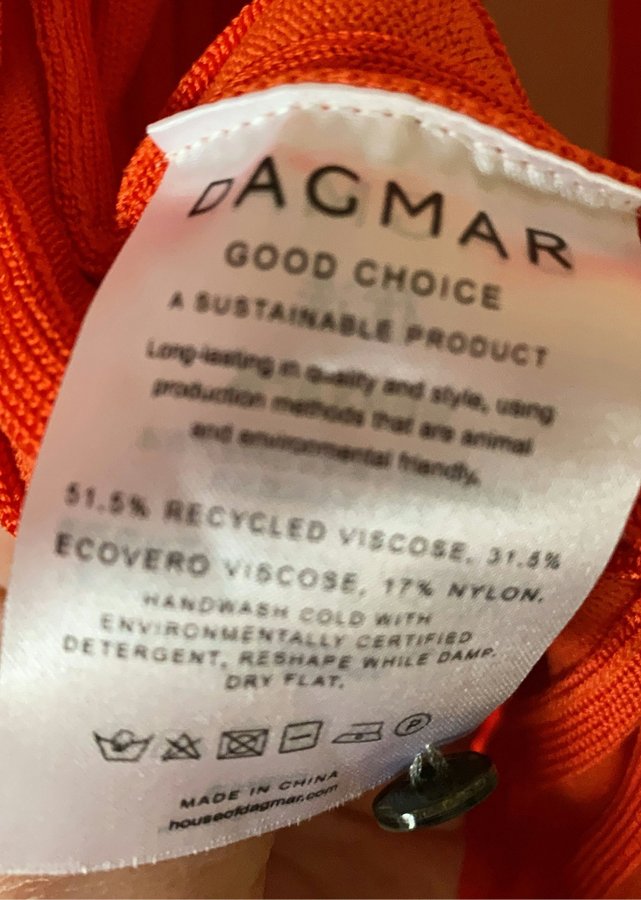 DAGMAR
GOOD CHOICE
A SUSTAINABLE PRODUCT
Long-lasting in quality and style, using
production methods that are animal
and environmental friendly.
51.5% RECYCLED VISCOSE, 31.5%
ECOVERO VISCOSE, 17% NYLON.
HANDWASH COLD WITH
ENVIRONMENTALLY CERTIFIED
DETERGENT, RESHAPE WHILE DAMP.
DRY FLAT.
P
MADE IN CHINA
houseofdagmar.com